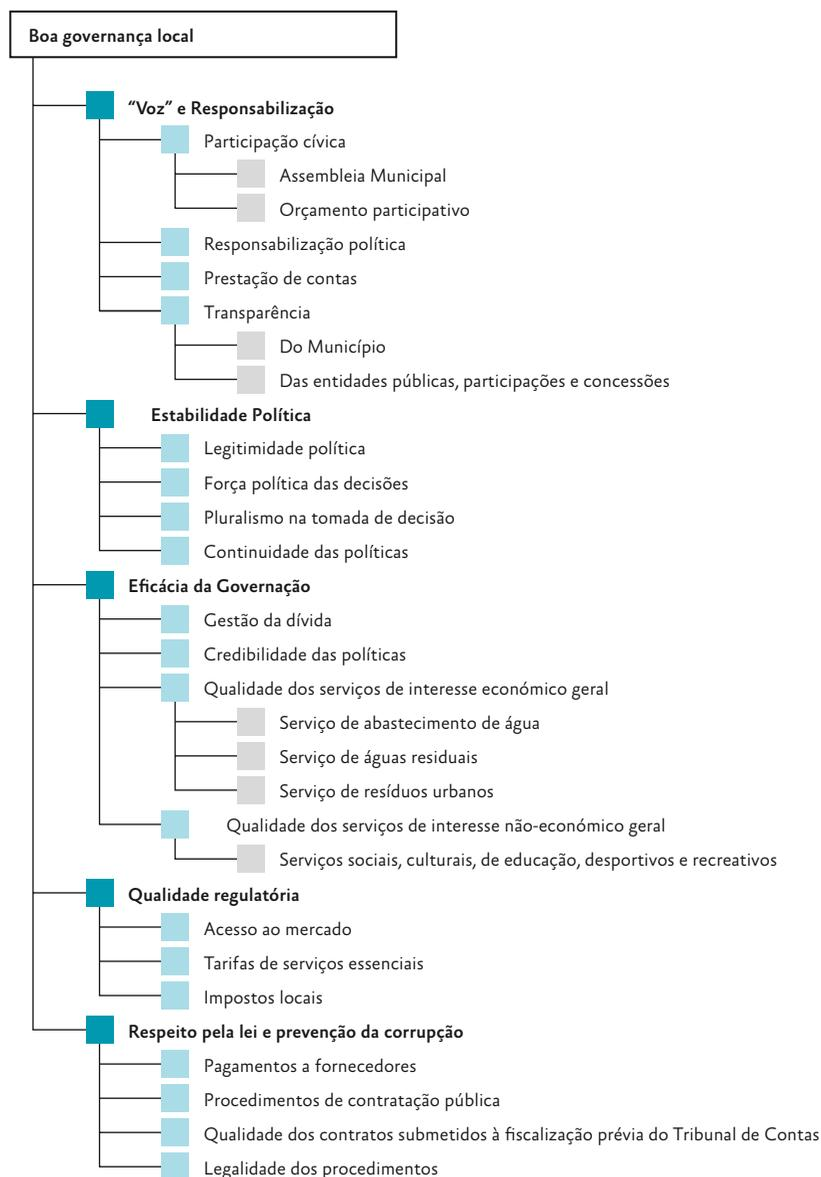 Boa governança local
“Voz” e Responsabilização
Participação cívica
Assembleia Municipal
Orçamento participativo
Responsabilização política
Prestação de contas
Transparência
Do Município
Das entidades públicas, participações e concessões
Estabilidade Política
Legitimidade política
Força política das decisões
Pluralismo na tomada de decisão
Continuidade das políticas
Eficácia da Governação
Gestão da dívida
Credibilidade das políticas
Qualidade dos serviços de interesse económico geral
Serviço de abastecimento de água
Serviço de águas residuais
Serviço de resíduos urbanos
Qualidade dos serviços de interesse não-económico geral
Serviços sociais, culturais, de educação, desportivos e recreativos
Qualidade regulatória
Acesso ao mercado
Tarifas de serviços essenciais
Impostos locais
Respeito pela lei e prevenção da corrupção
Pagamentos a fornecedores
Procedimentos de contratação pública
Qualidade dos contratos submetidos à fiscalização prévia do Tribunal de Contas
Legalidade dos procedimentos